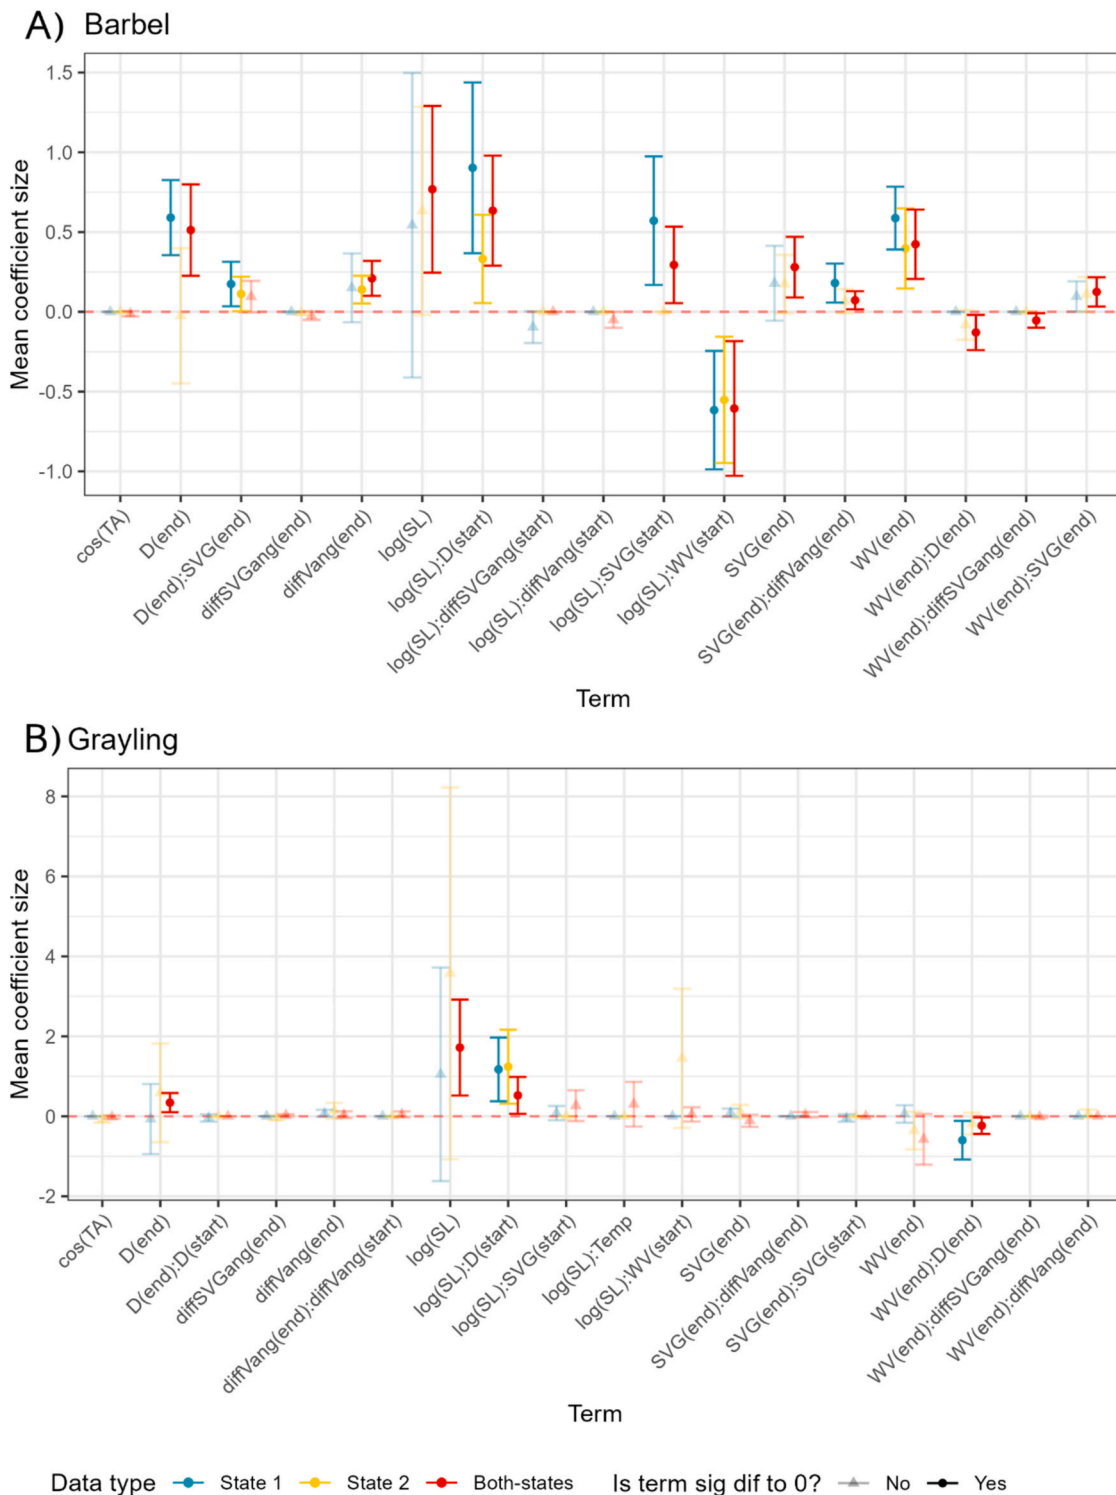 A) Barbel
1.5
1.0
0.5
0.0
-0.5
-1.0
Mean coefficient size
cos(TA)
D(end)
D(end):SVG(end)
diffSVGang(end)
diffVang(end)
log(SL)
log(SL):D(start)
log(SL):diffSVGang(start)
log(SL):diffVang(start)
log(SL):SVG(start)
log(SL):WV(start)
SVG(end)
SVG(end):diffVang(end)
WV(end)
WV(end):D(end)
WV(end):diffSVGang(end)
WV(end):SVG(end)
Term
B) Grayling
8
6
4
2
0
-2
Mean coefficient size
cos(TA)
D(end)
D(end):D(start)
diffSVGang(end)
diffVang(end)
diffVang(end):diffVang(start)
log(SL)
log(SL):D(start)
log(SL):SVG(start)
log(SL):Temp
log(SL):WV(start)
SVG(end)
SVG(end):diffVang(end)
SVG(end):SVG(start)
WV(end)
WV(end):D(end)
WV(end):diffSVGang(end)
WV(end):diffVang(end)
Term
Data type State 1 State 2 Both-states Is term sig dif to 0? No Yes